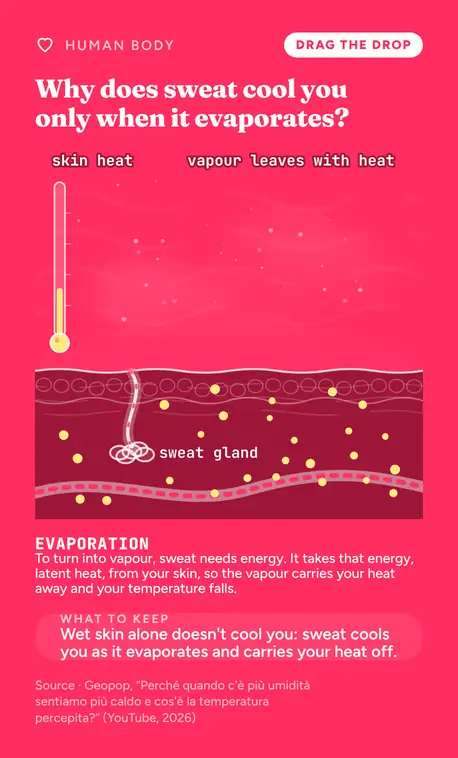 HUMAN BODY
DRAG THE DROP
Why does sweat cool you
only when it evaporates?
skin heat
vapour leaves with heat
sweat gland
EVAPORATION
To turn into vapour, sweat needs energy. It takes that energy,
latent heat, from your skin, so the vapour carries your heat
away and your temperature falls.
WHAT TO KEEP
Wet skin alone doesn't cool you: sweat cools
you as it evaporates and carries your heat off.
Source · Geopop, “Perché quando c'è più umidità
sentiamo più caldo e cos'è la temperatura
percepita?” (YouTube, 2026)